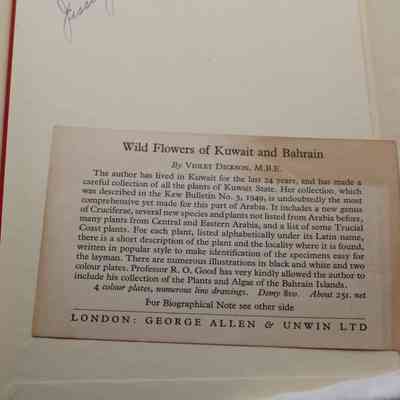 Wild Flowers of Kuwait and Bahrain
By VIOLET DICKSON, M.B.E.
The author has lived in Kuwait for the last 24 years, and has made a
careful collection of all the plants of Kuwait State. Her collection, which
was described in the Kew Bulletin No. 3, 1949, is undoubtedly the most
comprehensive yet made for this part of Arabia. It includes a new genus
of Cruciferae, several new species and plants not listed from Arabia before,
many plants from Central and Eastern Arabia, and a list of some Trucial
Coast plants. For each plant, listed alphabetically under its Latin name,
there is a short description of the plant and the locality where it is found,
written in popular style to make identification of the specimens easy for
the layman. There are numerous illustrations in black and white and two
colour plates. Professor R. O. Good has very kindly allowed the author to
include his collection of the Plants and Algae of the Bahrain Islands.
4 colour plates, numerous line drawings. Demy 8vo. About 25s. net
For Biographical Note see other side
LONDON: GEORGE ALLEN & UNWIN LTD